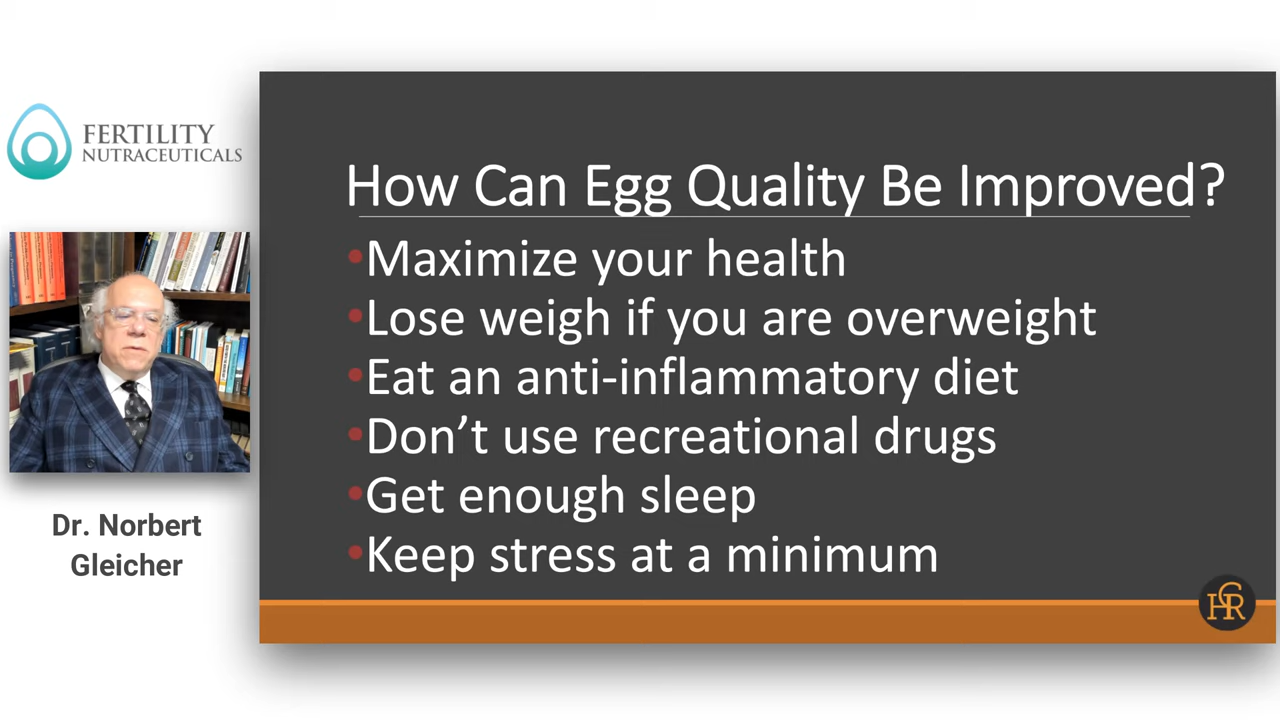 FERTILITY
NUTRACEUTICALS
Dr. Norbert
Gleicher
How Can Egg Quality Be Improved?
•Maximize your health
•Lose weigh if you are overweight
•Eat an anti-inflammatory diet
•Don’t use recreational drugs
•Get enough sleep
•Keep stress at a minimum
CHR